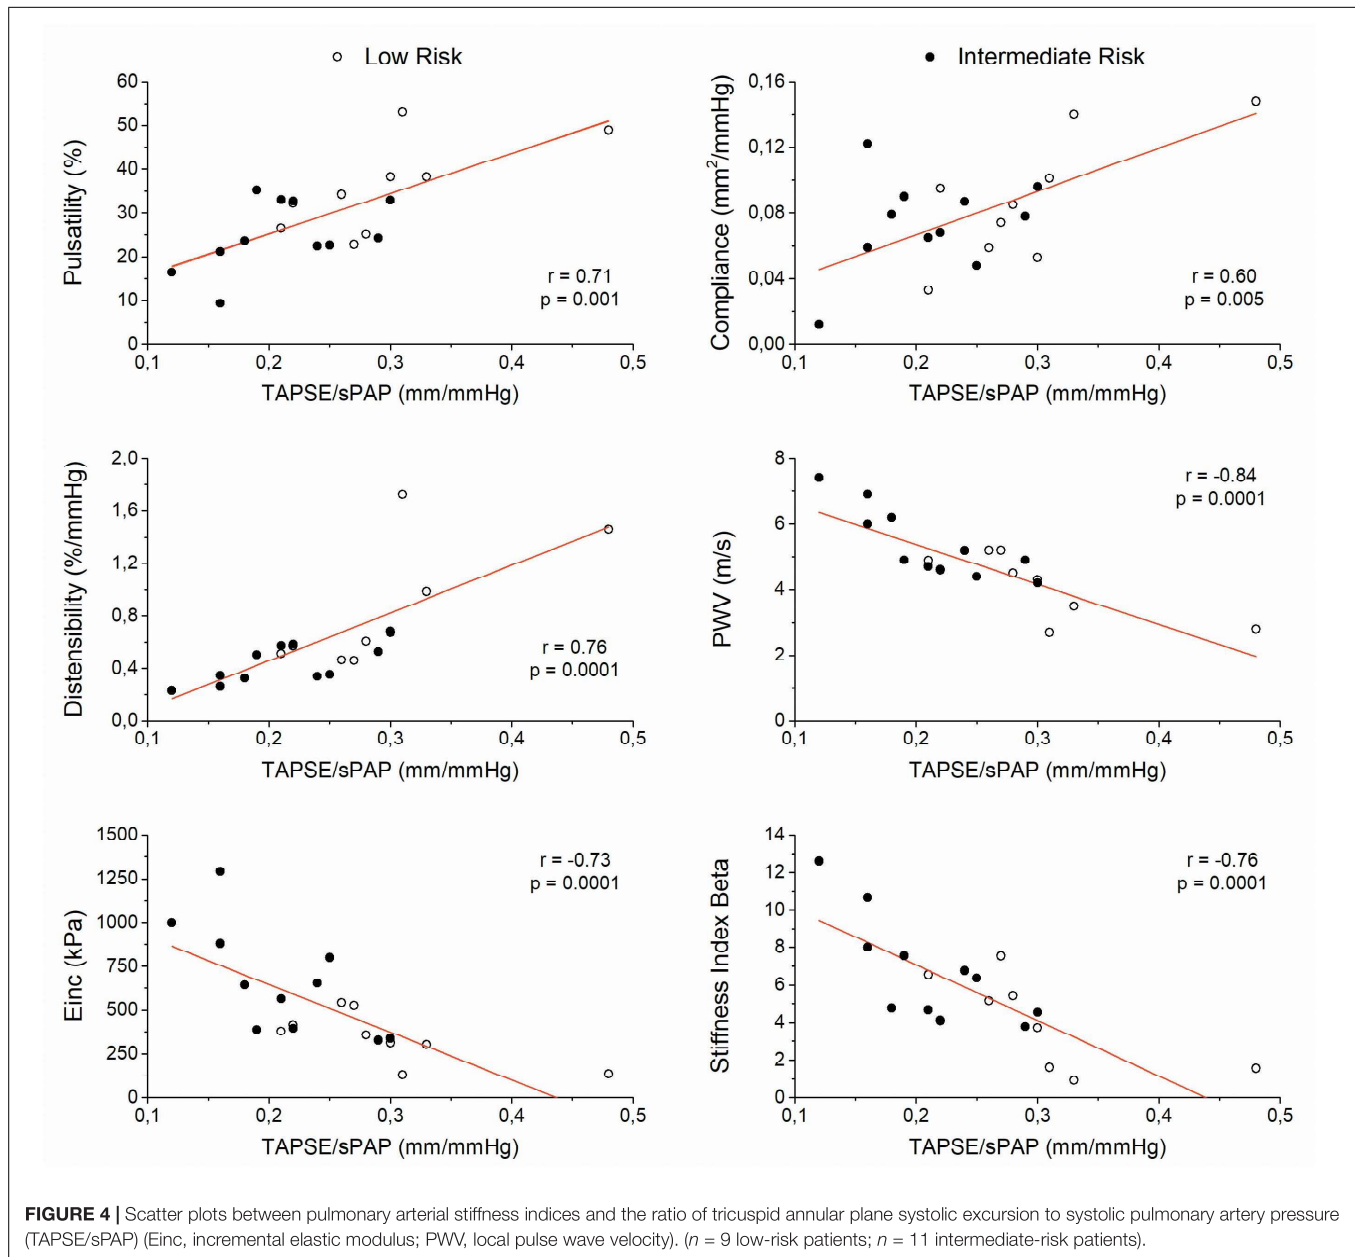 Low Risk
Intermediate Risk
Pulsatility (%)
60
50
40
30
20
10
0
r = 0.71
p = 0.001
0,1 0,2 0,3 0,4 0,5
TAPSE/sPAP (mm/mmHg)
Compliance (mm²/mmHg)
0,16
0,12
0,08
0,04
0,00
r = 0.60
p = 0.005
0,1 0,2 0,3 0,4 0,5
TAPSE/sPAP (mm/mmHg)
Distensibility (%/mmHg)
2,0
1,6
1,2
0,8
0,4
0,0
r = 0.76
p = 0.0001
0,1 0,2 0,3 0,4 0,5
TAPSE/sPAP (mm/mmHg)
PWV (m/s)
8
6
4
2
0
r = -0.84
p = 0.0001
0,1 0,2 0,3 0,4 0,5
TAPSE/sPAP (mm/mmHg)
Einc (kPa)
1500
1250
1000
750
500
250
0
r = -0.73
p = 0.0001
0,1 0,2 0,3 0,4 0,5
TAPSE/sPAP (mm/mmHg)
Stiffness Index Beta
14
12
10
8
6
4
2
0
r = -0.76
p = 0.0001
0,1 0,2 0,3 0,4 0,5
TAPSE/sPAP (mm/mmHg)
FIGURE 4 | Scatter plots between pulmonary arterial stiffness indices and the ratio of tricuspid annular plane systolic excursion to systolic pulmonary artery pressure
(TAPSE/sPAP) (Einc, incremental elastic modulus; PWV, local pulse wave velocity). (n = 9 low-risk patients; n = 11 intermediate-risk patients).